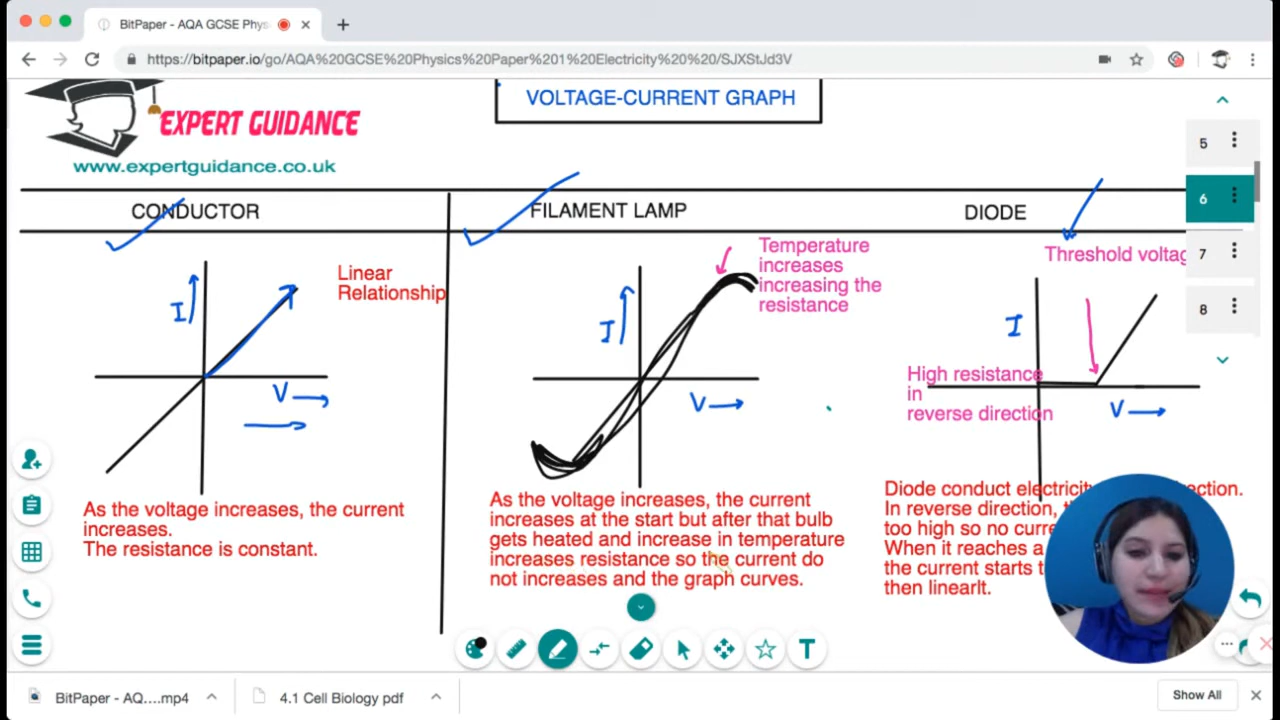 BitPaper - AQA GCSE Phys
https://bitpaper.io/go/AQA%20GCSE%20Physics%20Paper%201%20Electricity%20%20/SJXStJd3V
VOLTAGE-CURRENT GRAPH
EXPERT GUIDANCE
www.expertguidance.co.uk
5
6
7
8
CONDUCTOR
FILAMENT LAMP
DIODE
Linear
Relationship
I
V
As the voltage increases, the current
increases.
The resistance is constant.
Temperature
increases
increasing the
resistance
I
V
As the voltage increases, the current
increases at the start but after that bulb
gets heated and increase in temperature
increases resistance so the current do
not increases and the graph curves.
Threshold voltag
I
High resistance
in
reverse direction
V
Diode conduct electricity
In reverse direction,
too high so no curre
When it reaches a
the current starts
then linearlt.
T
BitPaper - AQ....mp4
4.1 Cell Biology pdf
Show All